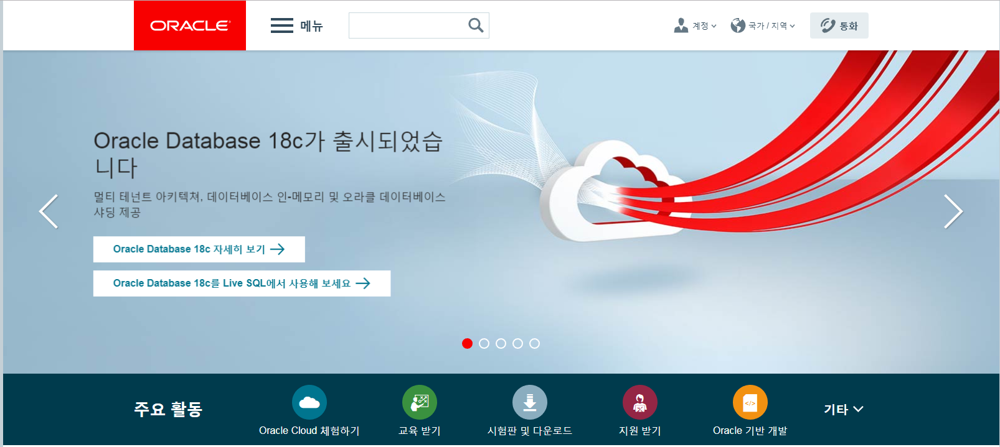 ORACLE
메뉴
계정
국가 / 지역
통화
Oracle Database 18c가 출시되었습
니다
멀티 테넌트 아키텍쳐, 데이터베이스 인-메모리 및 오라클 데이터베이스
샤딩 제공
Oracle Database 18c 자세히 보기
Oracle Database 18c를 Live SQL에서 사용해 보세요
주요 활동
</>
Oracle Cloud 체험하기
교육 받기
시험판 및 다운로드
지원 받기
Oracle 기반 개발
기타